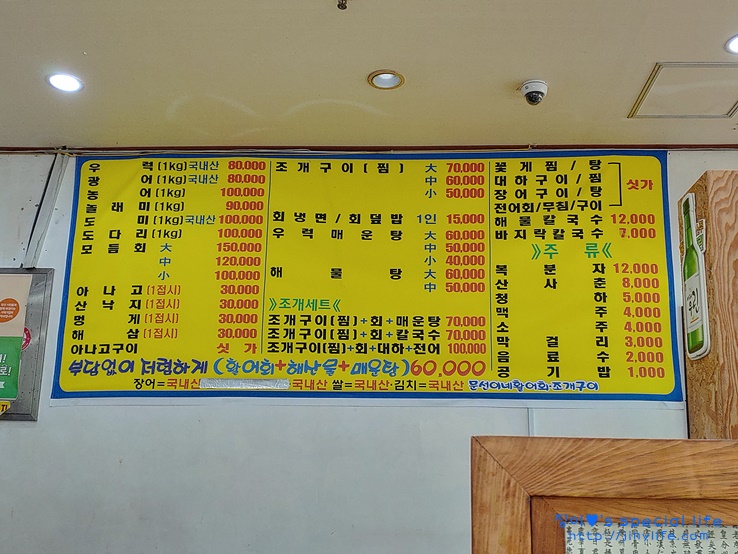 우 럭 (1kg) 국내산 80.000
광 어 (1kg) 국내산 80.000
농 어 (1kg) 100.000
놀 래 미 (1kg) 90.000
도 미 (1kg) 국내산 100.000
도 다 리 (1kg) 100.000
모 듬 회 大 150.000
中 120.000
小 100.000
아 나 고 (1접시) 30.000
산 낙 지 (1접시) 30.000
멍 게 (1접시) 30.000
해 삼 (1접시) 30.000
아나고구이 싯 가
조 개 구 이 ( 찜 ) 大 70,000
中 60,000
小 50,000
회 냉 면 / 회 덮 밥 1인 15,000
우 럭 매 운 탕 大 60,000
中 50,000
小 40,000
해 물 탕 大 60,000
中 50,000
》조개세트《
조개구이(찜)+회+매운탕 70,000
조개구이(찜)+회+칼국수 70,000
조개구이(찜)+회+대하+전어 100,000
꽃 게 찜 / 탕
대 하 구 이 / 찜
장 어 구 이 / 탕
전어회/무침/구이
싯가
해 물 칼 국 수 12,000
바 지 락 칼 국 수 7,000
》주 류《
복 분 자 12,000
산 사 춘 8,000
청 하 5,000
맥 주 4,000
소 주 4,000
막 걸 리 3,000
음 료 수 2,000
공 기 밥 1,000
부담없이 저렴하게 (활어회+해산물+매운탕) 60.000
장어=국내산 국내산 쌀=국내산·김치=국내산 문선이네활어회·조개구이
Jini♥'s special life
http://jinylife.com